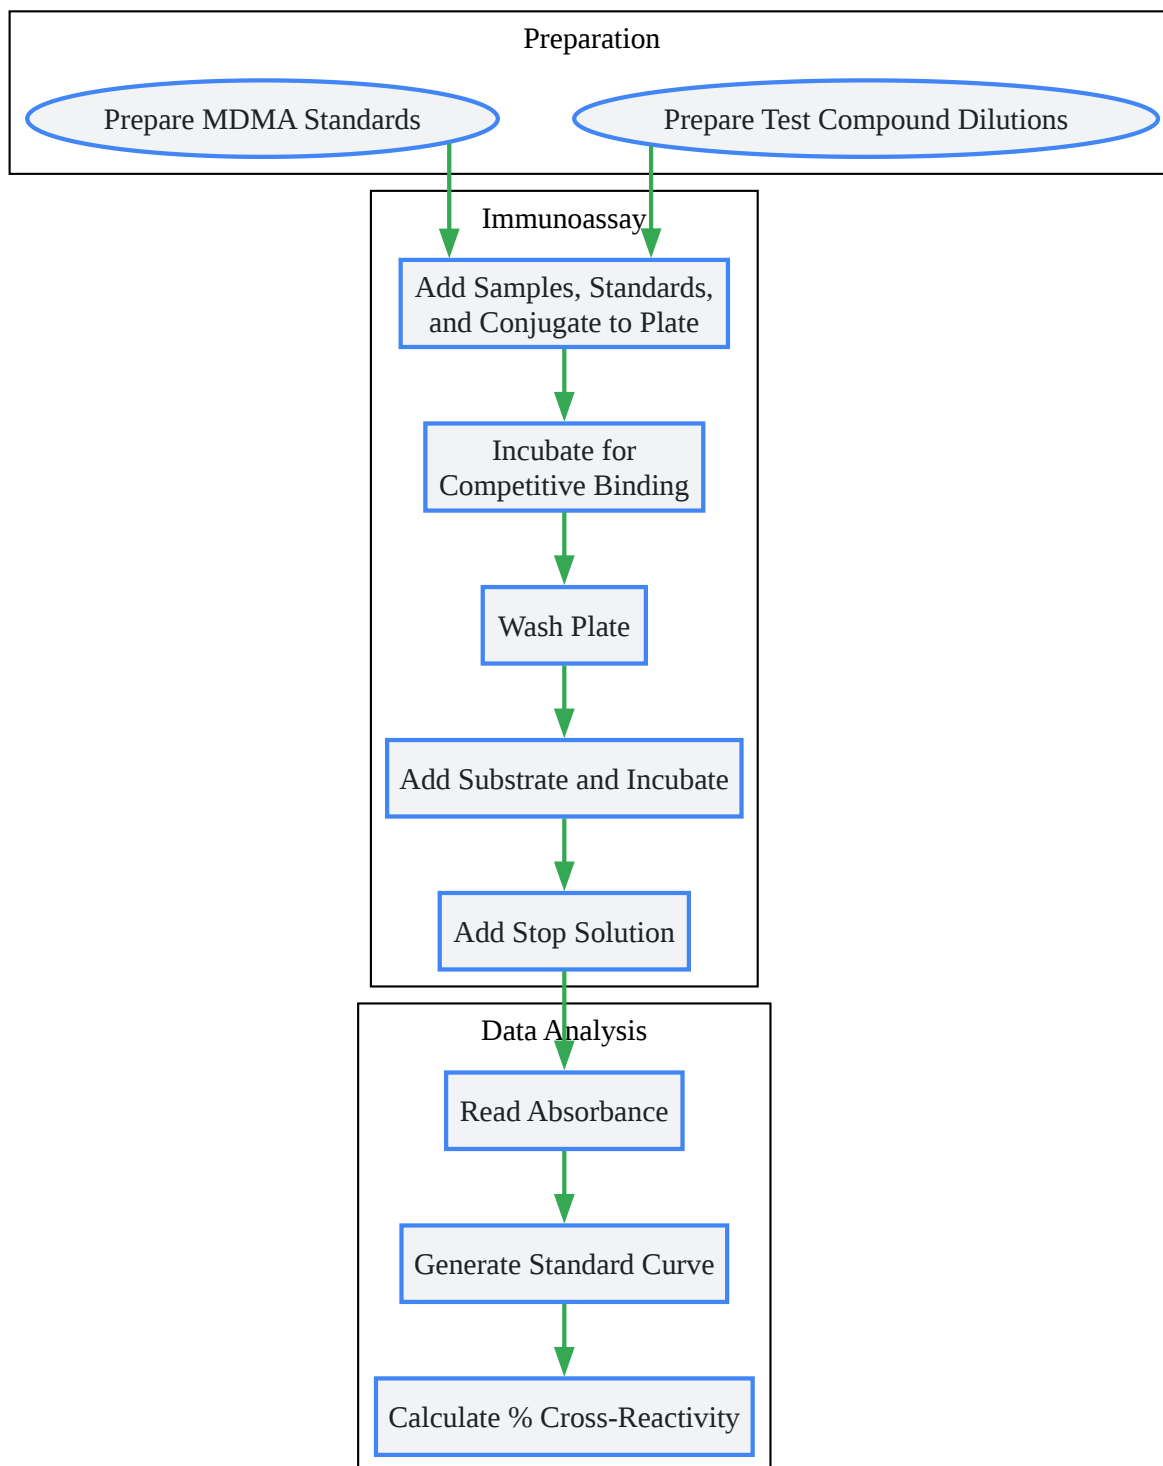 Preparation
Prepare MDMA Standards
Prepare Test Compound Dilutions
Immunoassay
Add Samples, Standards,
and Conjugate to Plate
Incubate for
Competitive Binding
Wash Plate
Add Substrate and Incubate
Add Stop Solution
Data Analysis
Read Absorbance
Generate Standard Curve
Calculate % Cross-Reactivity